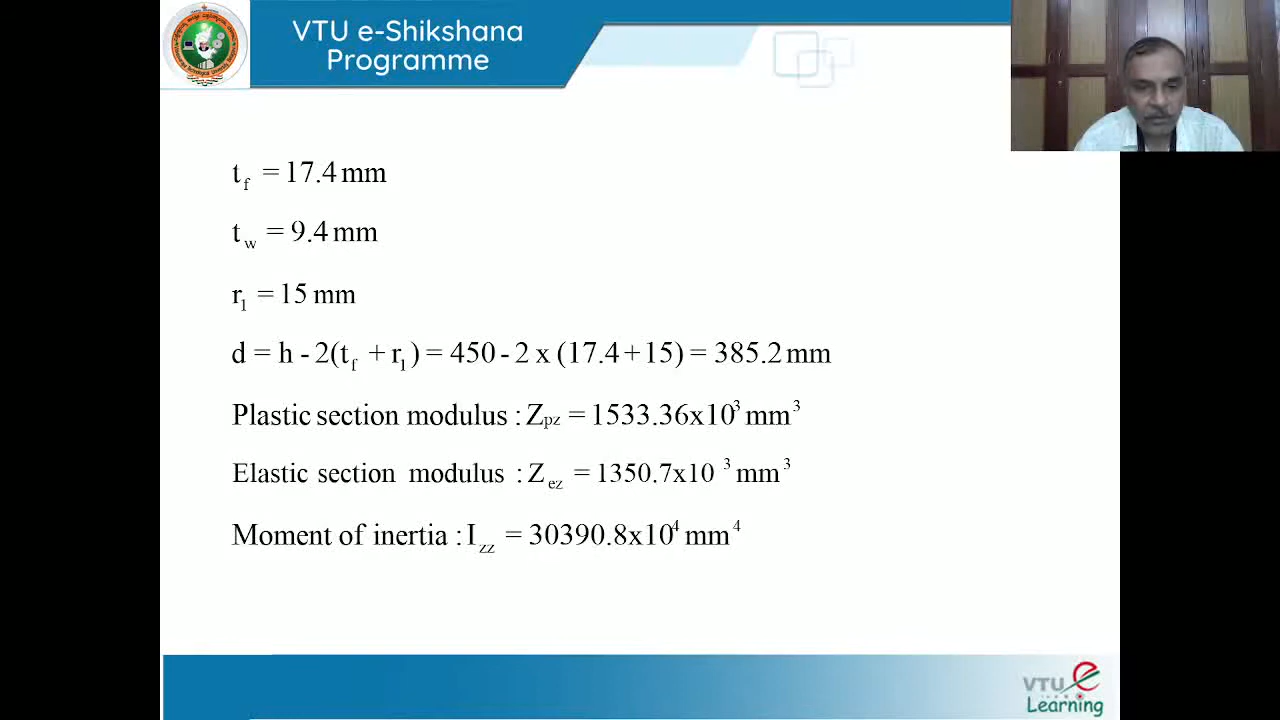 VTU e-Shikshana
Programme
t_f = 17.4 mm
t_w = 9.4 mm
r_1 = 15 mm
d = h - 2(t_f + r_1) = 450 - 2 x (17.4 + 15) = 385.2 mm
Plastic section modulus : Z_pz = 1533.36x10^3 mm^3
Elastic section modulus : Z_ez = 1350.7x10^3 mm^3
Moment of inertia : I_zz = 30390.8x10^4 mm^4
VTU e
Learning